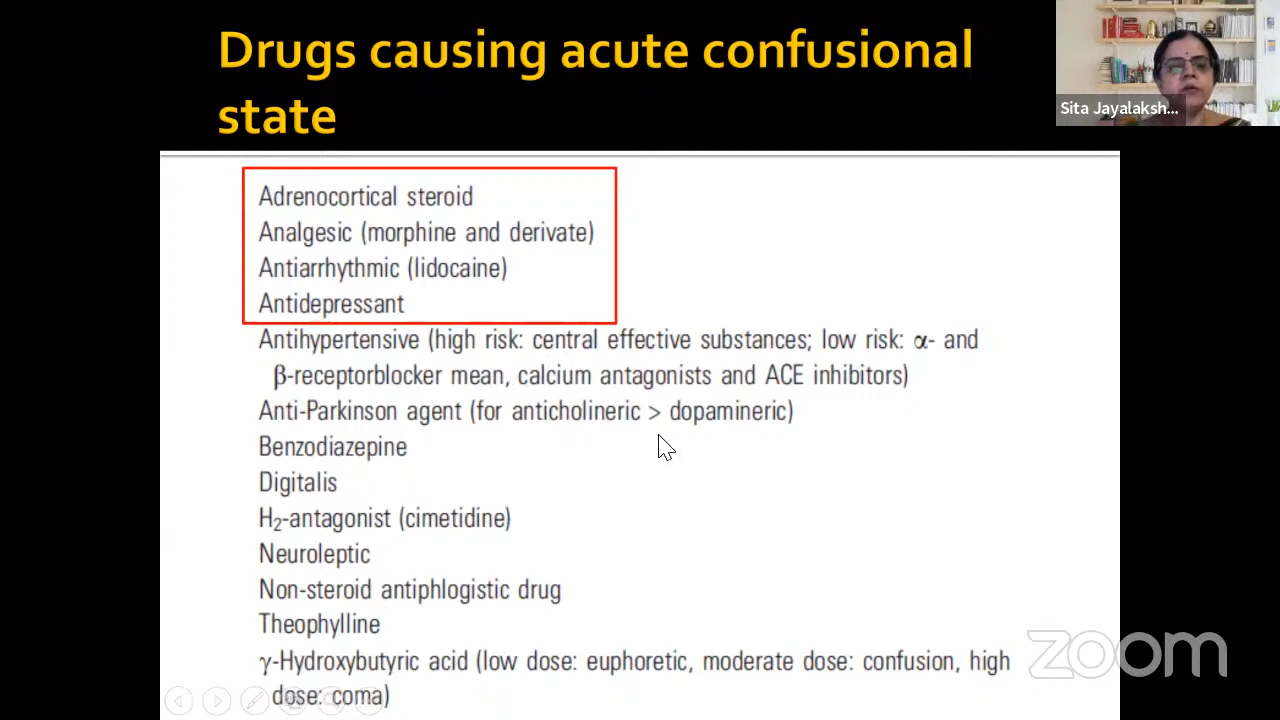 Drugs causing acute confusional
state
Sita Jayalaksh...
Adrenocortical steroid
Analgesic (morphine and derivate)
Antiarrhythmic (lidocaine)
Antidepressant
Antihypertensive (high risk: central effective substances; low risk: α- and
β-receptorblocker mean, calcium antagonists and ACE inhibitors)
Anti-Parkinson agent (for anticholineric > dopamineric)
Benzodiazepine
Digitalis
H₂-antagonist (cimetidine)
Neuroleptic
Non-steroid antiphlogistic drug
Theophylline
γ-Hydroxybutyric acid (low dose: euphoretic, moderate dose: confusion, high
dose: coma)
zoom